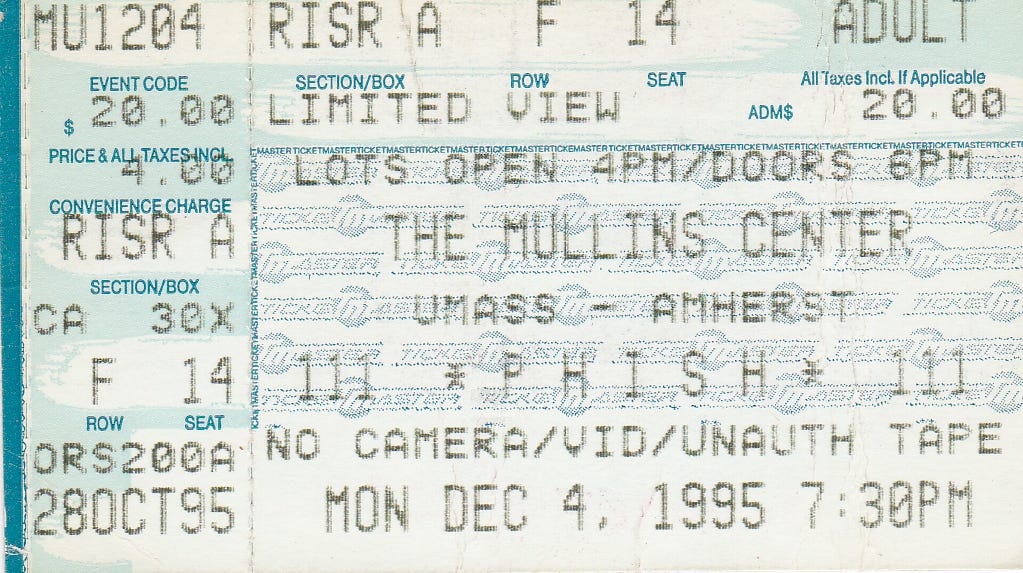 MU1204 RISR A F 14 ADULT
EVENT CODE SECTION/BOX ROW SEAT All Taxes Incl. If Applicable
$ 20.00 LIMITED VIEW ADM$ 20.00
PRICE & ALL TAXES INCL.
MASTERTICKETMASTERTICKETMASTERTICKETMASTERTICKETMASTERTICKETMASTERTICKETMASTERTICKETMASTERTICKETMASTERTICKET
4.00 LOTS OPEN 4PM/DOORS 6PM
CONVENIENCE CHARGE
RISR A THE MULLINS CENTER
SECTION/BOX
CA 30X UMASS - AMHERST
F 14 111 *P H I S H* 111
ROW SEAT
ORS200A NO CAMERA/VID/UNAUTH TAPE
28OCT95 MON DEC 4, 1995 7:30PM